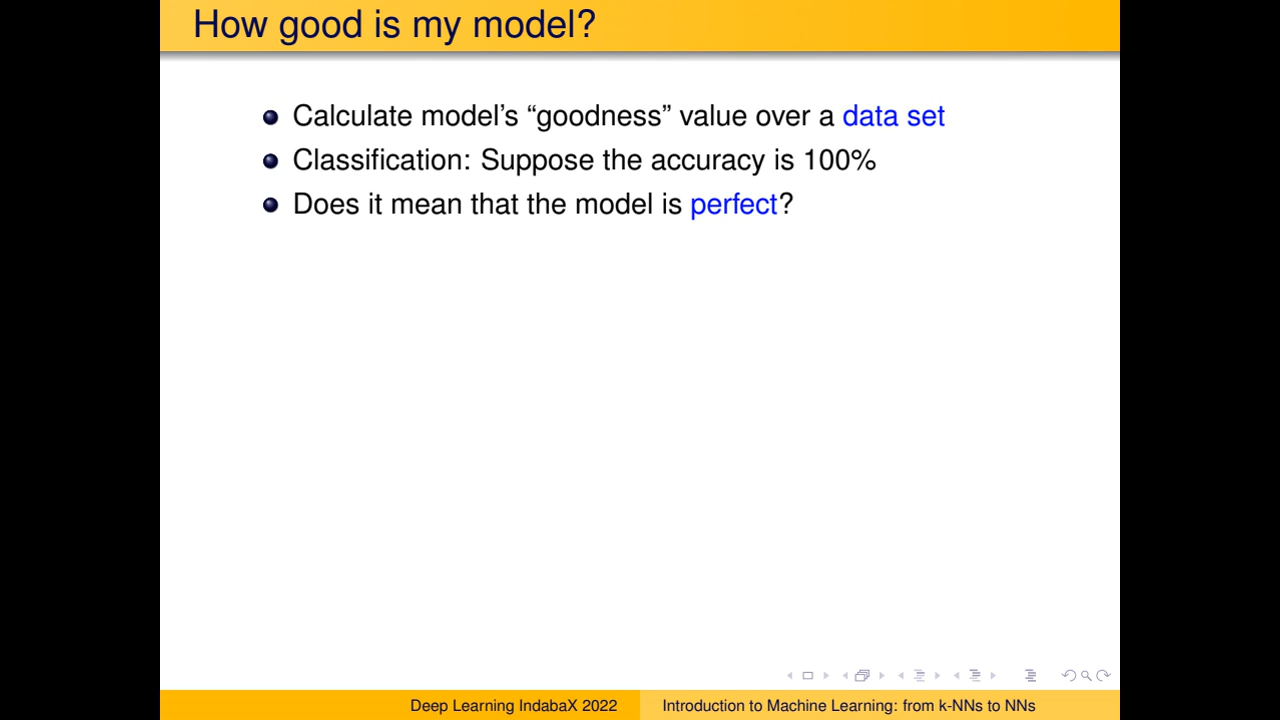 How good is my model?
Calculate model's “goodness” value over a data set
Classification: Suppose the accuracy is 100%
Does it mean that the model is perfect?
Deep Learning IndabaX 2022
Introduction to Machine Learning: from k-NNs to NNs